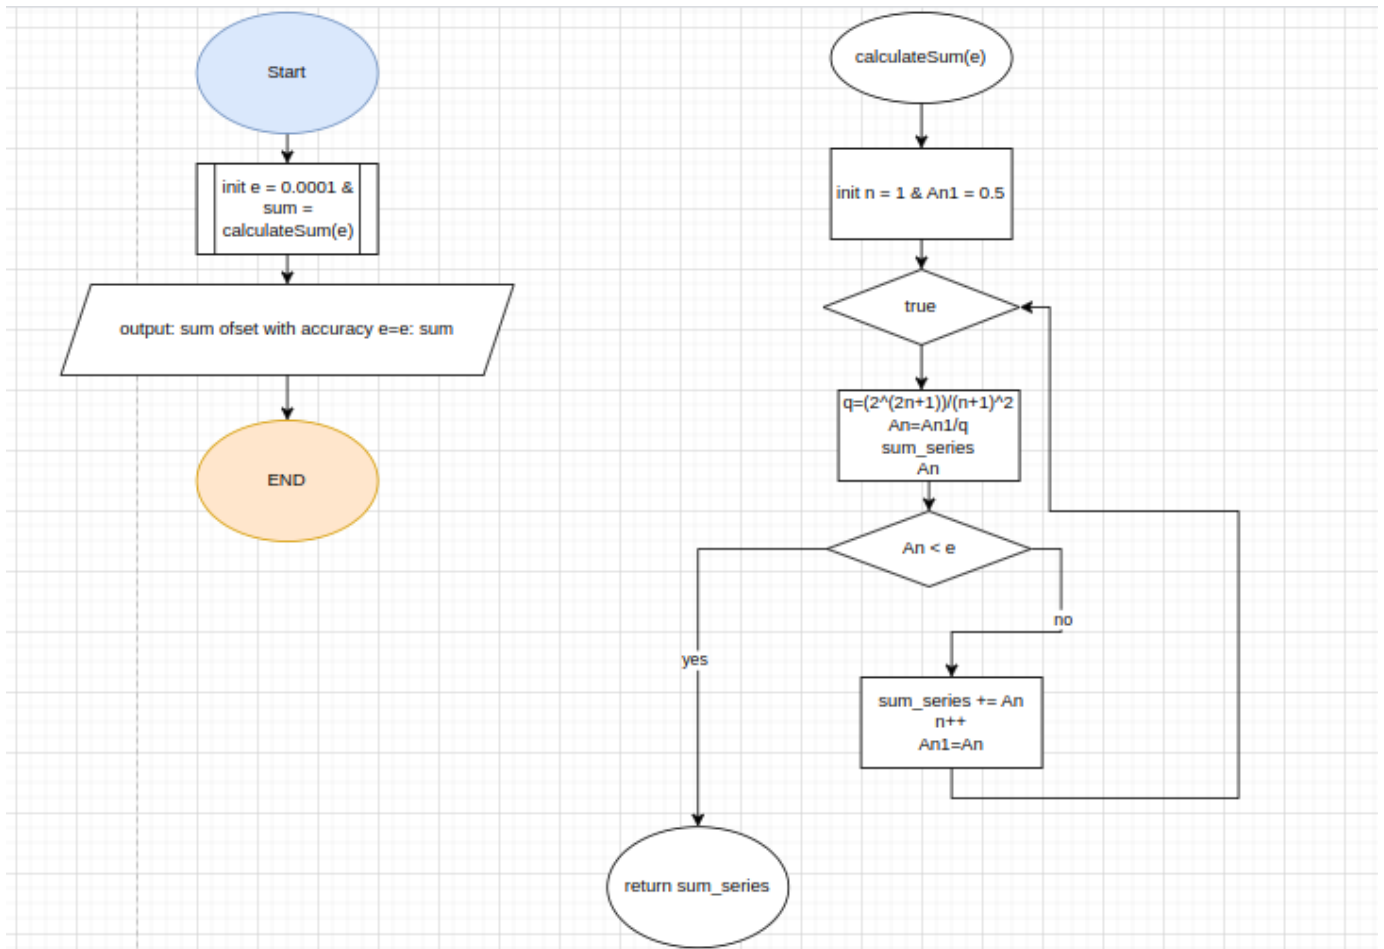 Start
init e = 0.0001 &
sum =
calculateSum(e)
output: sum ofset with accuracy e=e: sum
END
calculateSum(e)
init n = 1 & An1 = 0.5
true
q=(2^(2n+1))/(n+1)^2
An=An1/q
sum_series
An
An < e
no
yes
sum_series += An
n++
An1=An
return sum_series